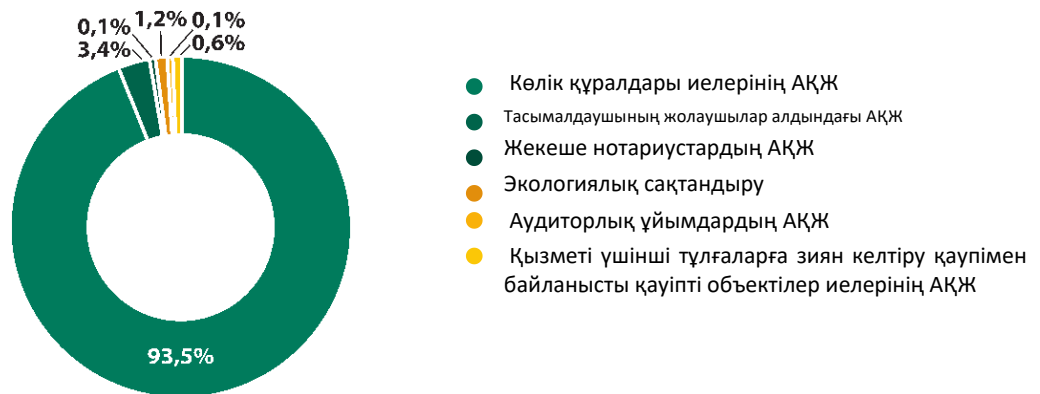 0,1%
1,2%
0,1%
3,4%
0,6%
93,5%
Көлік құралдары иелерінің АҚЖ
Тасымалдаушының жолаушылар алдындағы АҚЖ
Жекеше нотариустардың АҚЖ
Экологиялық сақтандыру
Аудиторлық ұйымдардың АҚЖ
Қызметі үшінші тұлғаларға зиян келтіру қаупімен
байланысты қауіпті объектілер иелерінің АҚЖ